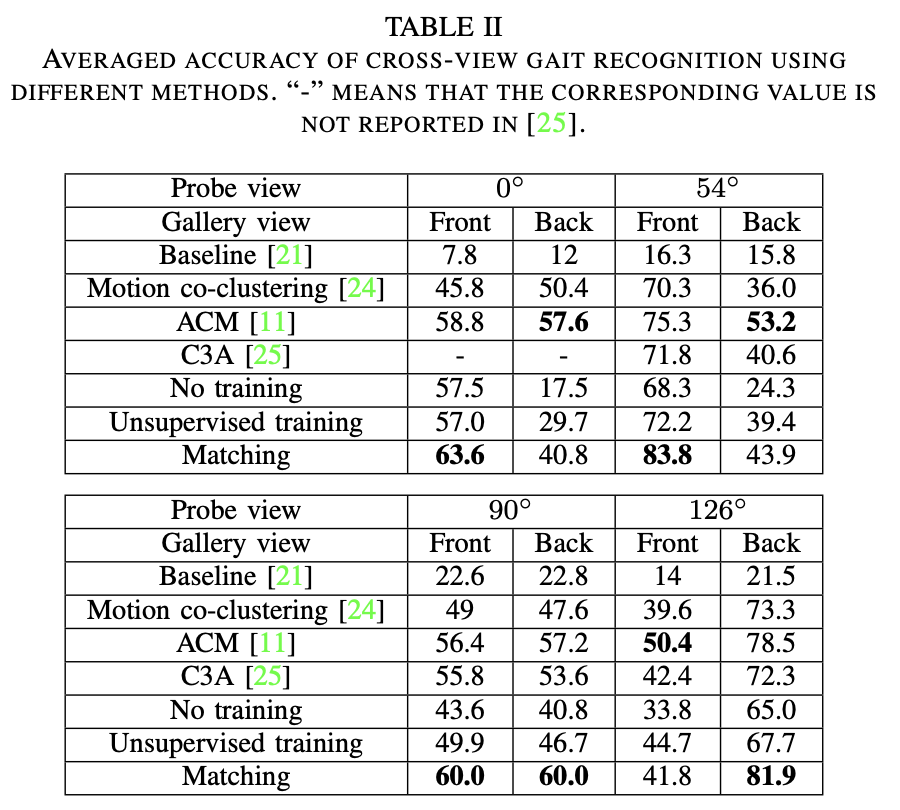 TABLE II
AVERAGED ACCURACY OF CROSS-VIEW GAIT RECOGNITION USING
DIFFERENT METHODS. “-” MEANS THAT THE CORRESPONDING VALUE IS
NOT REPORTED IN [25].
Probe view 0° 54°
Gallery view Front Back Front Back
Baseline [21] 7.8 12 16.3 15.8
Motion co-clustering [24] 45.8 50.4 70.3 36.0
ACM [11] 58.8 57.6 75.3 53.2
C3A [25] - - 71.8 40.6
No training 57.5 17.5 68.3 24.3
Unsupervised training 57.0 29.7 72.2 39.4
Matching 63.6 40.8 83.8 43.9
Probe view 90° 126°
Gallery view Front Back Front Back
Baseline [21] 22.6 22.8 14 21.5
Motion co-clustering [24] 49 47.6 39.6 73.3
ACM [11] 56.4 57.2 50.4 78.5
C3A [25] 55.8 53.6 42.4 72.3
No training 43.6 40.8 33.8 65.0
Unsupervised training 49.9 46.7 44.7 67.7
Matching 60.0 60.0 41.8 81.9